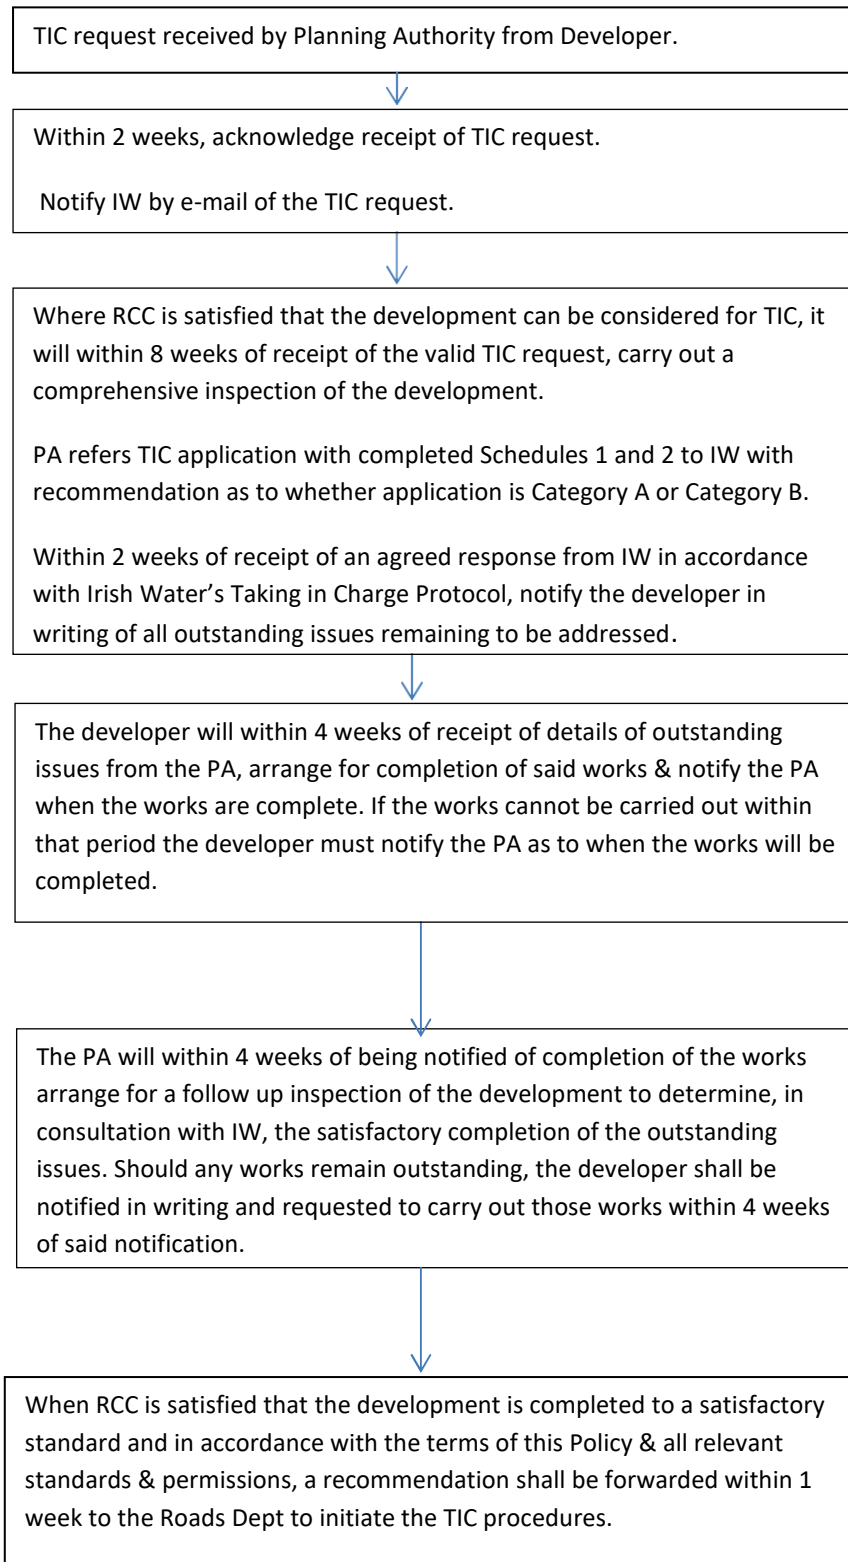 TIC request received by Planning Authority from Developer.
Within 2 weeks, acknowledge receipt of TIC request.
Notify IW by e-mail of the TIC request.
Where RCC is satisfied that the development can be considered for TIC, it
will within 8 weeks of receipt of the valid TIC request, carry out a
comprehensive inspection of the development.
PA refers TIC application with completed Schedules 1 and 2 to IW with
recommendation as to whether application is Category A or Category B.
Within 2 weeks of receipt of an agreed response from IW in accordance
with Irish Water’s Taking in Charge Protocol, notify the developer in
writing of all outstanding issues remaining to be addressed.
The developer will within 4 weeks of receipt of details of outstanding
issues from the PA, arrange for completion of said works & notify the PA
when the works are complete. If the works cannot be carried out within
that period the developer must notify the PA as to when the works will be
completed.
The PA will within 4 weeks of being notified of completion of the works
arrange for a follow up inspection of the development to determine, in
consultation with IW, the satisfactory completion of the outstanding
issues. Should any works remain outstanding, the developer shall be
notified in writing and requested to carry out those works within 4 weeks
of said notification.
When RCC is satisfied that the development is completed to a satisfactory
standard and in accordance with the terms of this Policy & all relevant
standards & permissions, a recommendation shall be forwarded within 1
week to the Roads Dept to initiate the TIC procedures.